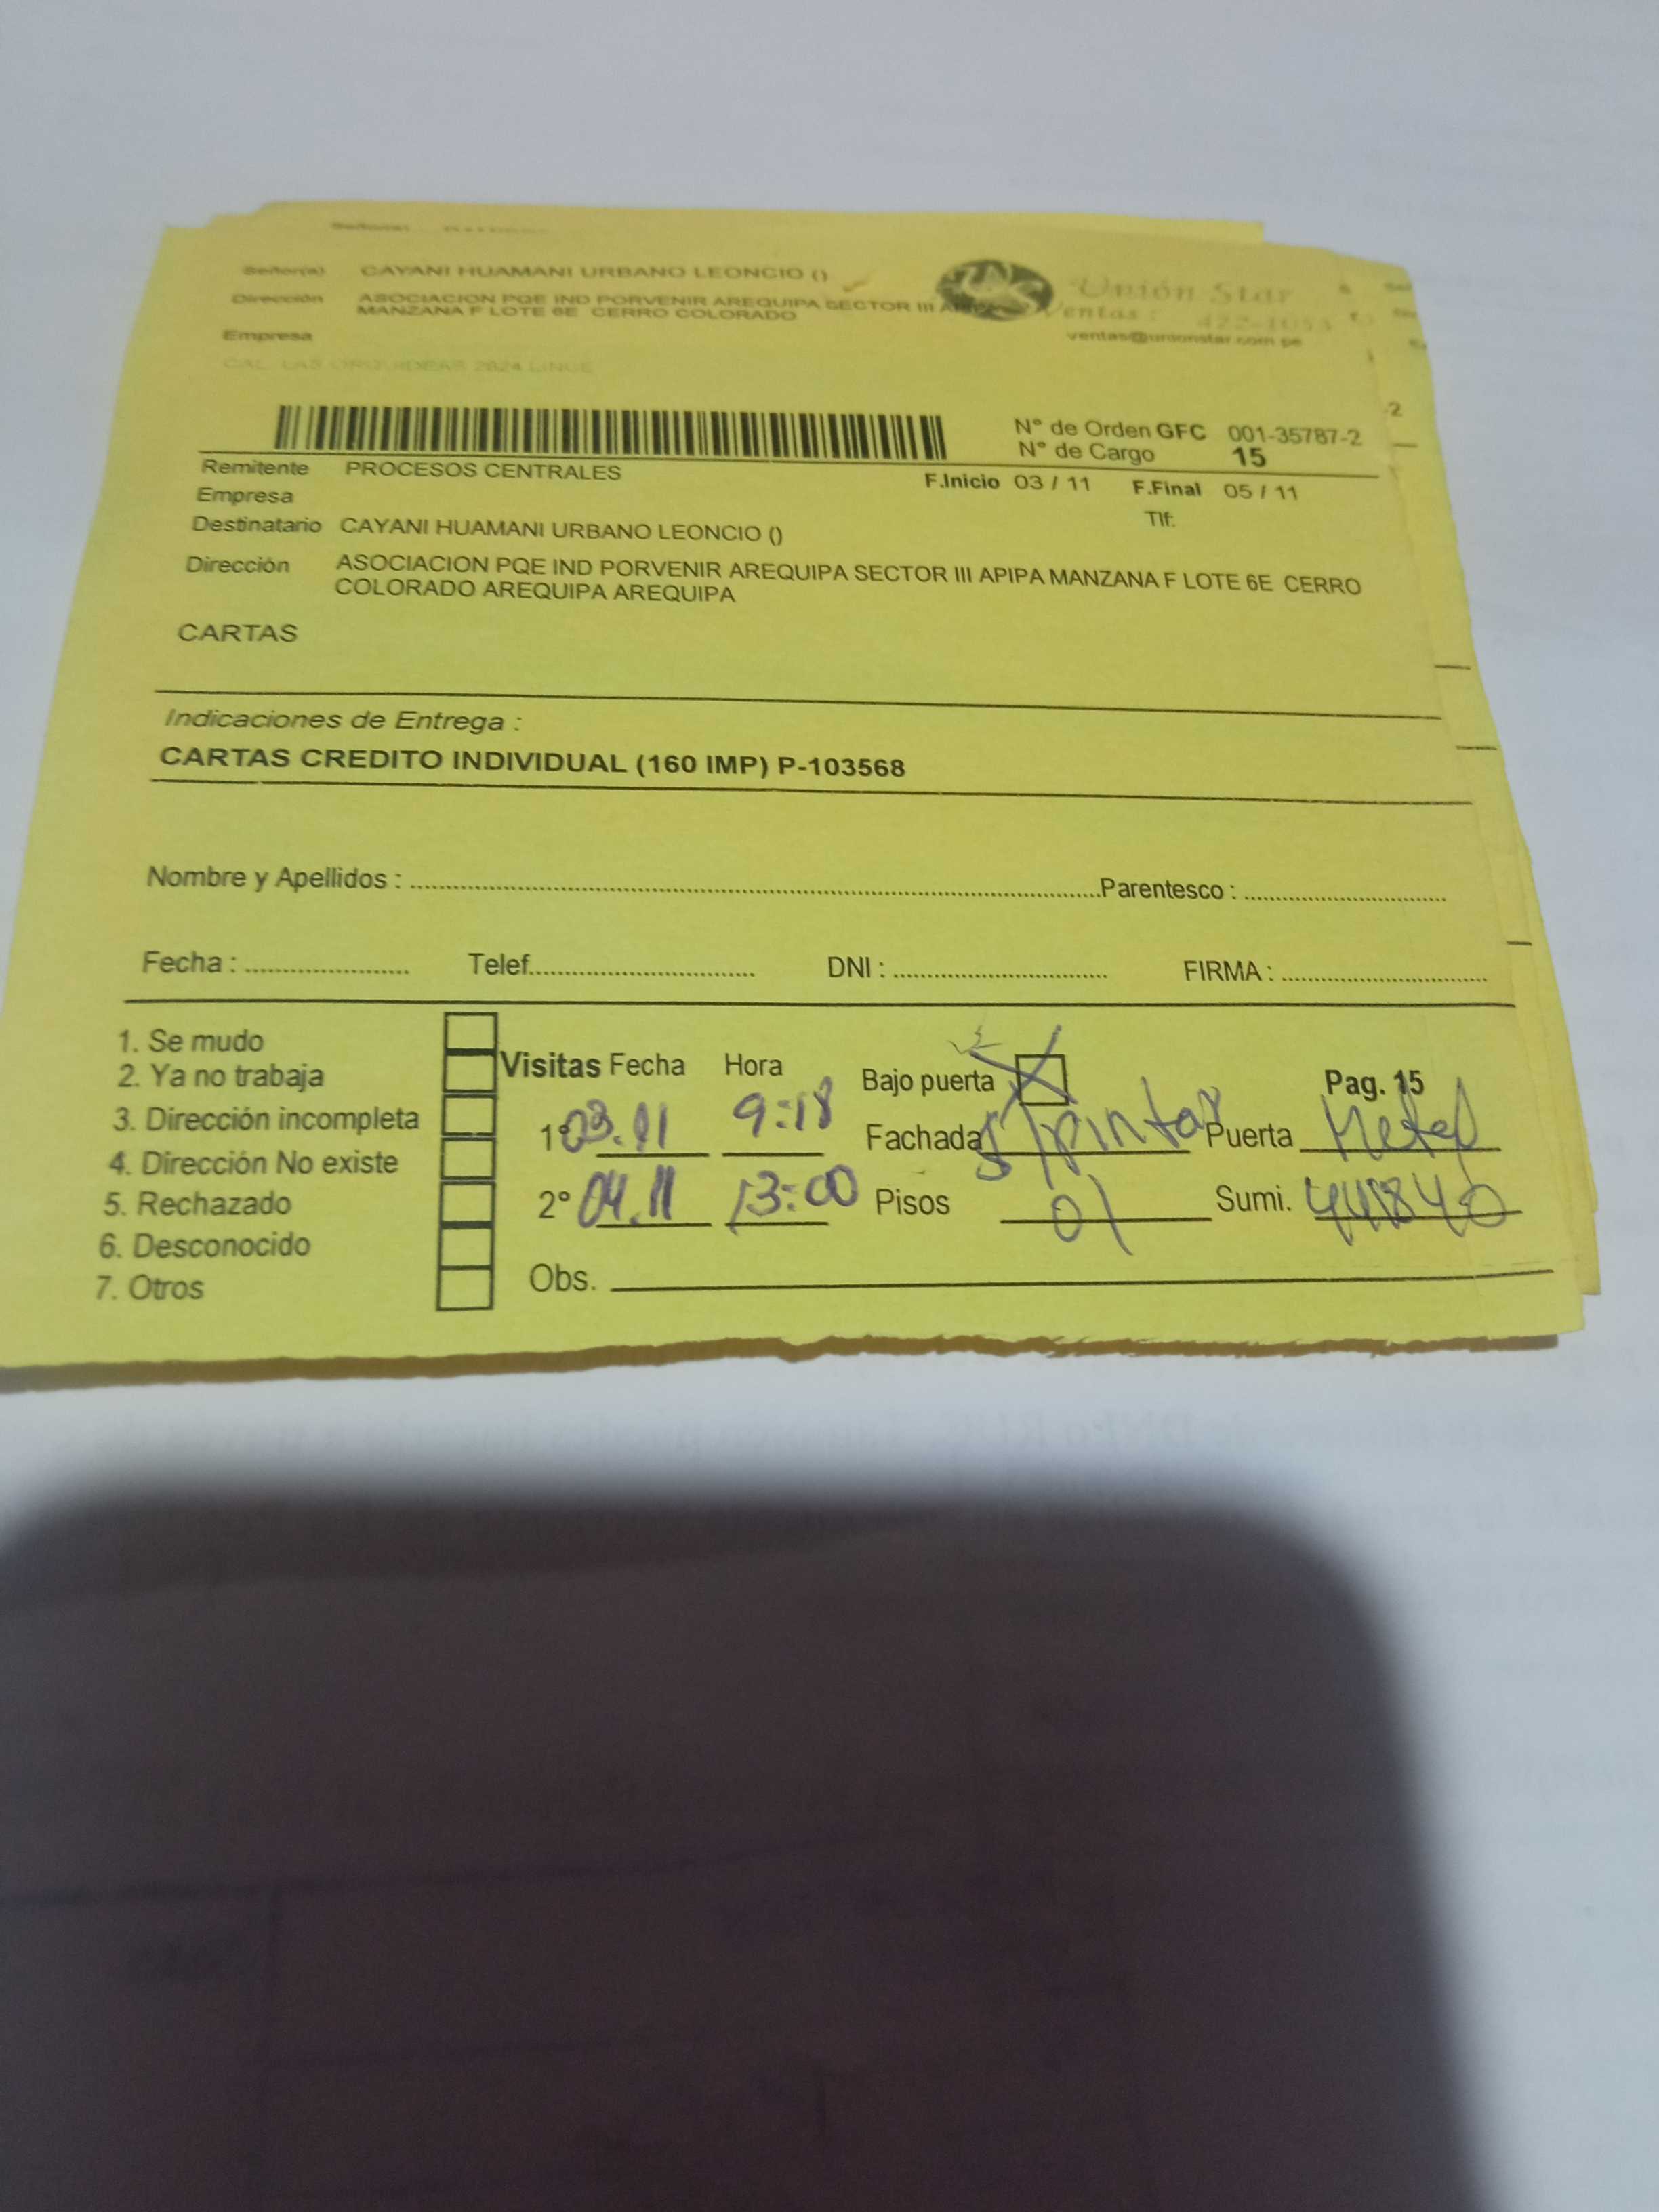 Señor(a) CAYANI HUAMANI URBANO LEONCIO ()
Dirección ASOCIACION PQE IND PORVENIR AREQUIPA SECTOR III
MANZANA F LOTE 6E CERRO COLORADO
Empresa
Unión Star
Ventas :
ventas@unionstar.com.pe
N° de Orden GFC 001-35787-2
N° de Cargo 15
Remitente PROCESOS CENTRALES
F.Inicio 03 / 11 F.Final 05 / 11
Empresa
Tlf:
Destinatario CAYANI HUAMANI URBANO LEONCIO ()
Dirección ASOCIACION PQE IND PORVENIR AREQUIPA SECTOR III APIPA MANZANA F LOTE 6E CERRO
COLORADO AREQUIPA AREQUIPA
CARTAS
Indicaciones de Entrega :
CARTAS CREDITO INDIVIDUAL (160 IMP) P-103568
Nombre y Apellidos : Parentesco :
Fecha : Telef. DNI : FIRMA :
1. Se mudo
2. Ya no trabaja
3. Dirección incompleta
4. Dirección No existe
5. Rechazado
6. Desconocido
7. Otros
Visitas Fecha Hora Bajo puerta X Pag. 15
1° 03.11 9:18 Fachada S/pintar Puerta Metal
2° 04.11 13:00 Pisos 01 Sumi.
Obs.